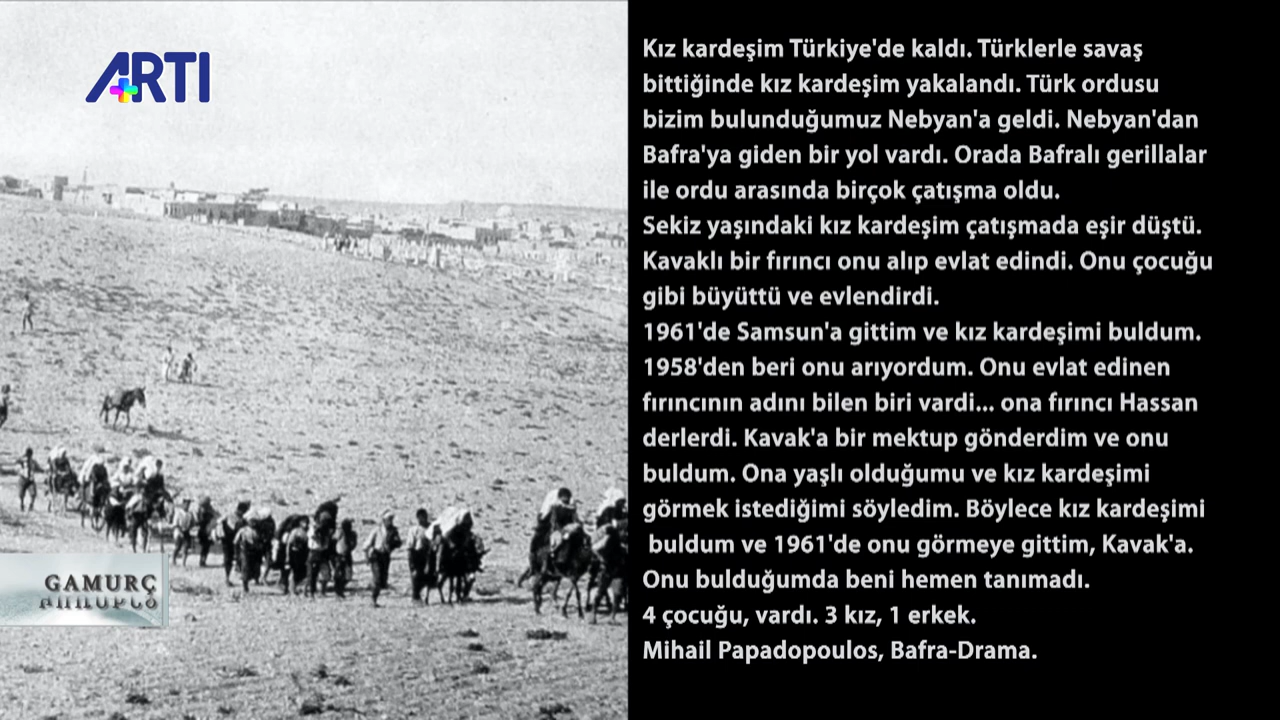 ARTI
Kız kardeşim Türkiye'de kaldı. Türklerle savaş
bittiğinde kız kardeşim yakalandı. Türk ordusu
bizim bulunduğumuz Nebyan'a geldi. Nebyan'dan
Bafra'ya giden bir yol vardı. Orada Bafralı gerillalar
ile ordu arasında birçok çatışma oldu.
Sekiz yaşındaki kız kardeşim çatışmada eşir düştü.
Kavaklı bir fırıncı onu alıp evlat edindi. Onu çocuğu
gibi büyüttü ve evlendirdi.
1961'de Samsun'a gittim ve kız kardeşimi buldum.
1958'den beri onu arıyordum. Onu evlat edinen
fırıncının adını bilen biri vardi... ona fırıncı Hassan
derlerdi. Kavak'a bir mektup gönderdim ve onu
buldum. Ona yaşlı olduğumu ve kız kardeşimi
görmek istediğimi söyledim. Böylece kız kardeşimi
buldum ve 1961'de onu görmeye gittim, Kavak'a.
Onu bulduğumda beni hemen tanımadı.
4 çocuğu, vardı. 3 kız, 1 erkek.
Mihail Papadopoulos, Bafra-Drama.
GAMURÇ